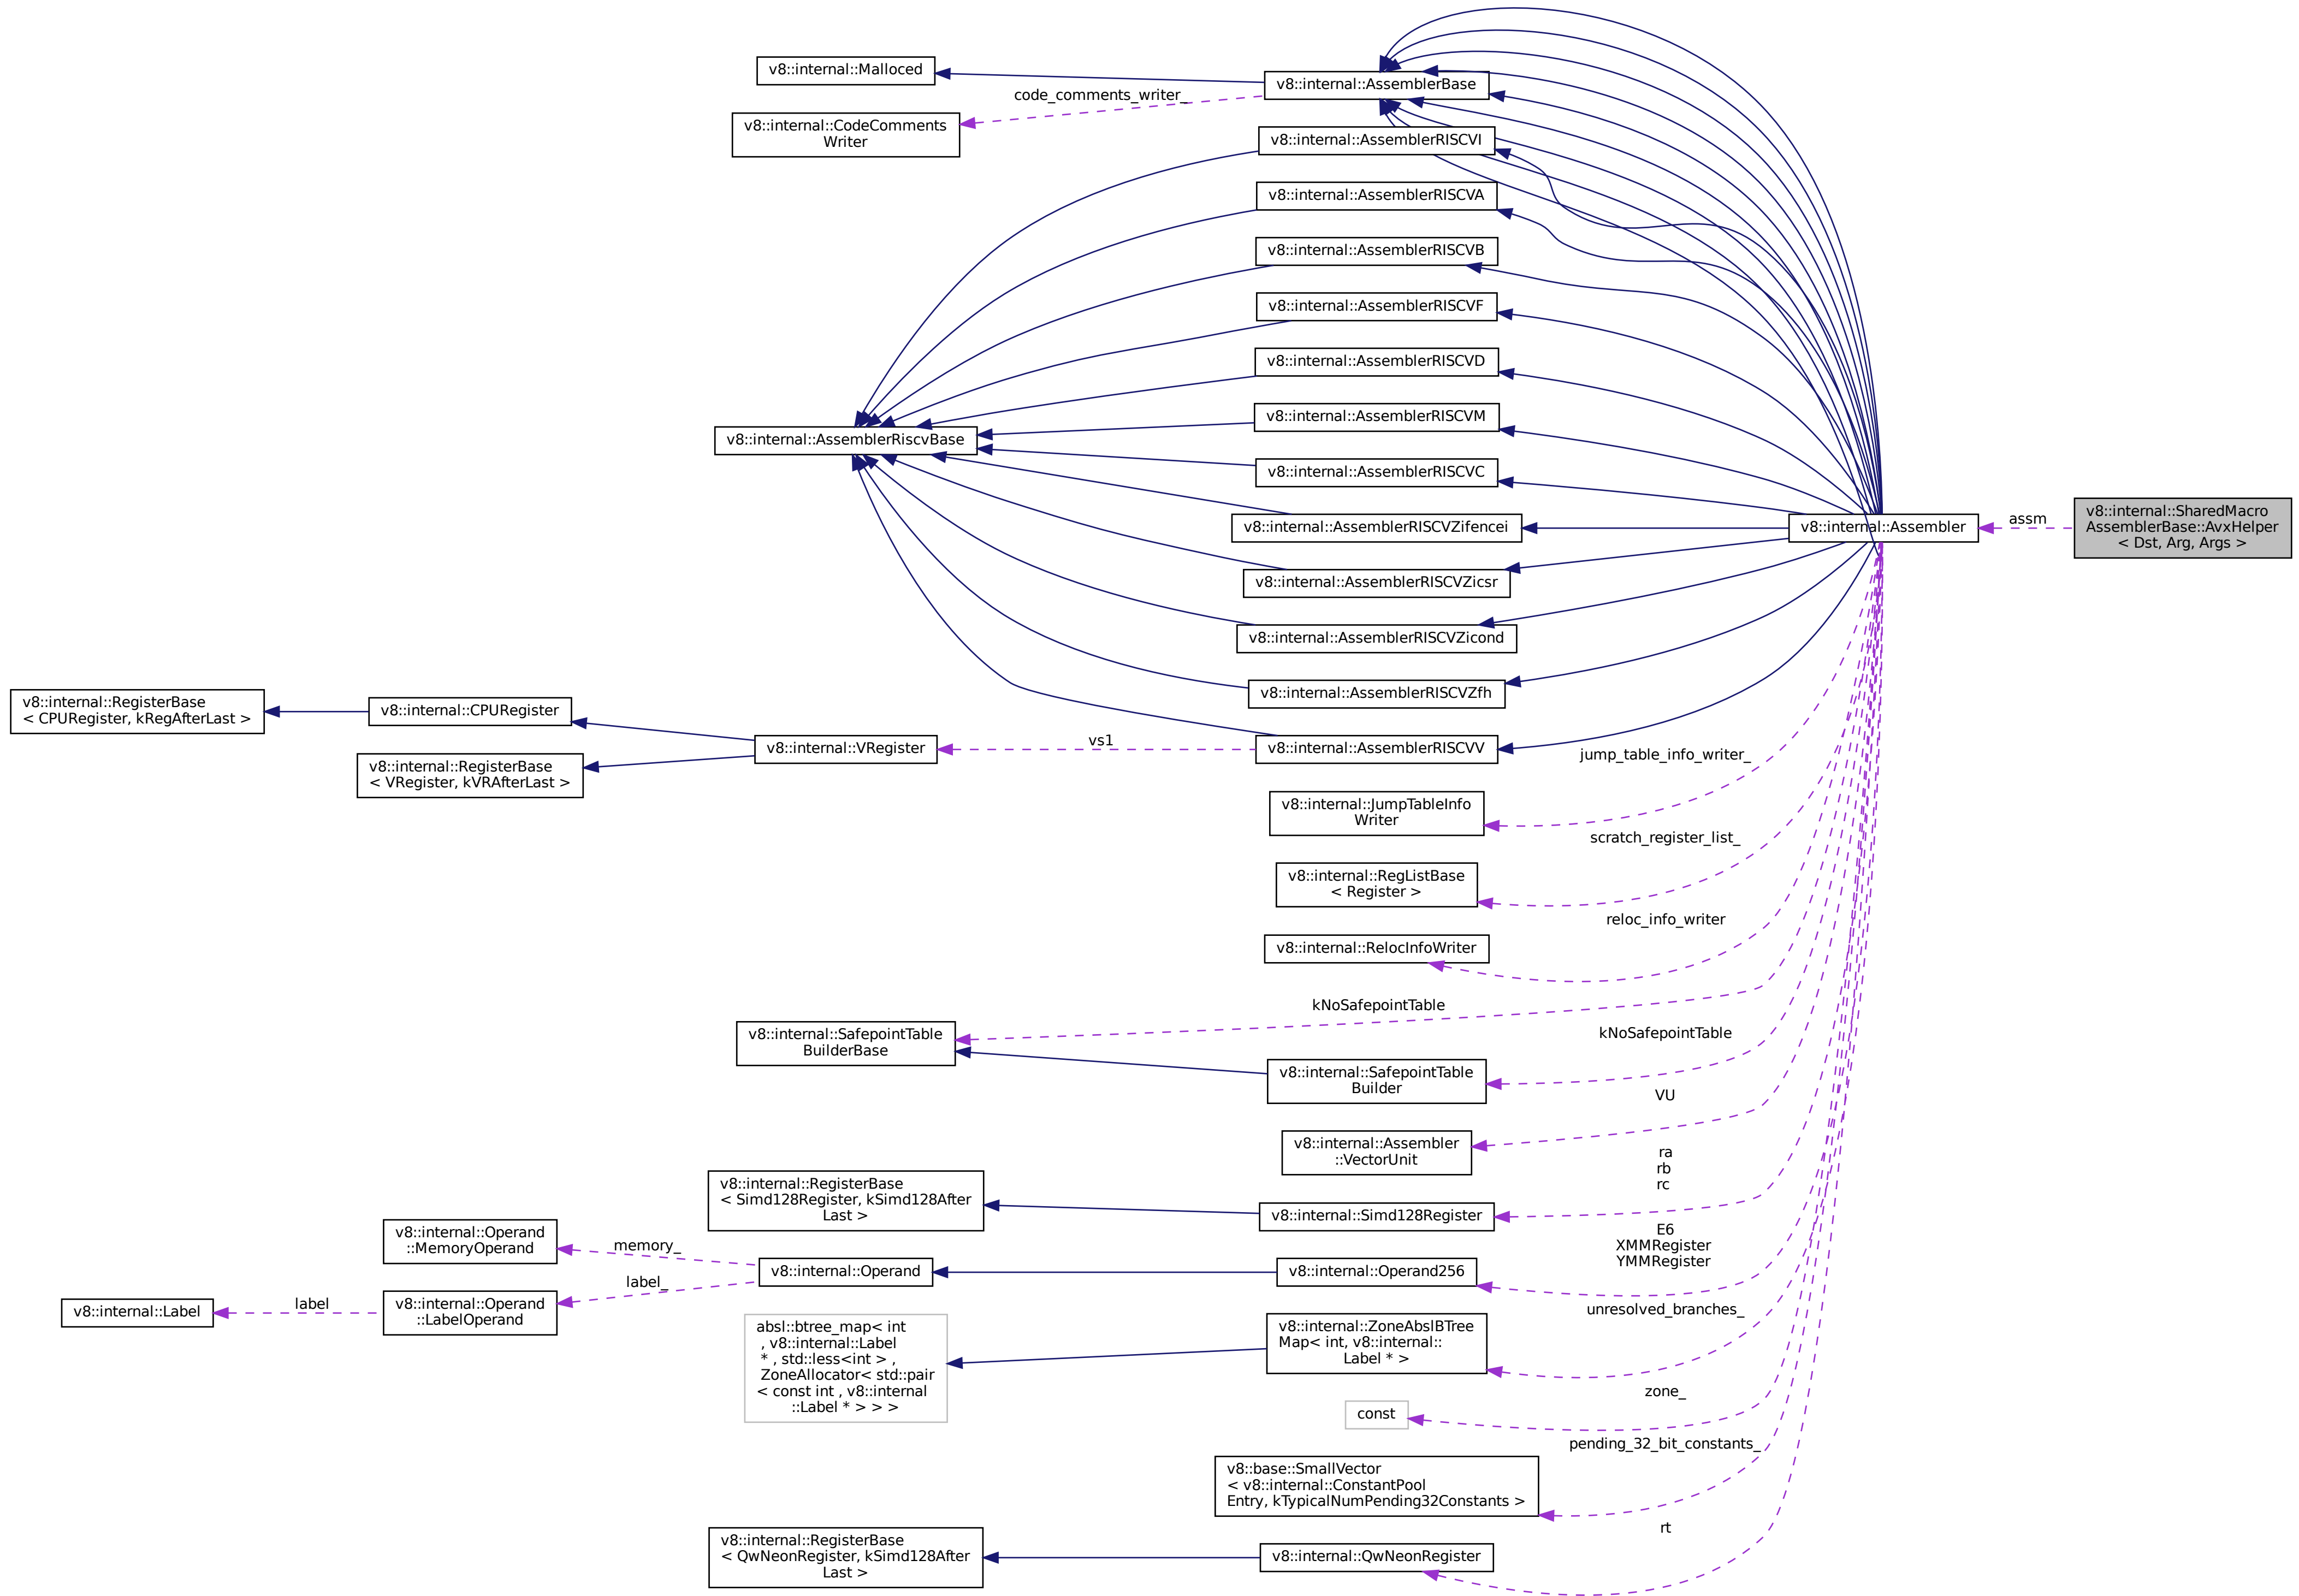 v8::internal::Malloced
v8::internal::AssemblerBase
code_comments_writer_
v8::internal::CodeComments
Writer
v8::internal::AssemblerRISCVI
v8::internal::AssemblerRISCVA
v8::internal::AssemblerRISCVB
v8::internal::AssemblerRISCVF
v8::internal::AssemblerRISCVD
v8::internal::AssemblerRISCVM
v8::internal::AssemblerRiscvBase
v8::internal::AssemblerRISCVC
v8::internal::AssemblerRISCVZifencei
v8::internal::Assembler
assm
v8::internal::SharedMacro
AssemblerBase::AvxHelper
< Dst, Arg, Args >
v8::internal::AssemblerRISCVZicsr
v8::internal::AssemblerRISCVZicond
v8::internal::AssemblerRISCVZfh
v8::internal::RegisterBase
< CPURegister, kRegAfterLast >
v8::internal::CPURegister
v8::internal::RegisterBase
< VRegister, kVRAfterLast >
v8::internal::VRegister
vs1
v8::internal::AssemblerRISCVV
jump_table_info_writer_
v8::internal::JumpTableInfo
Writer
scratch_register_list_
v8::internal::RegListBase
< Register >
reloc_info_writer
v8::internal::RelocInfoWriter
kNoSafepointTable
v8::internal::SafepointTable
BuilderBase
kNoSafepointTable
v8::internal::SafepointTable
Builder
VU
v8::internal::Assembler
::VectorUnit
ra
rb
rc
v8::internal::RegisterBase
< Simd128Register, kSimd128After
Last >
v8::internal::Simd128Register
E6
XMMRegister
YMMRegister
v8::internal::Operand
::MemoryOperand
memory_
v8::internal::Operand
v8::internal::Operand256
label_
v8::internal::Label
label
v8::internal::Operand
::LabelOperand
unresolved_branches_
absl::btree_map< int
, v8::internal::Label
* , std::less<int > ,
ZoneAllocator< std::pair
< const int , v8::internal
::Label * > > >
v8::internal::ZoneAbslBTree
Map< int, v8::internal::
Label * >
zone_
const
pending_32_bit_constants_
v8::base::SmallVector
< v8::internal::ConstantPool
Entry, kTypicalNumPending32Constants >
rt
v8::internal::RegisterBase
< QwNeonRegister, kSimd128After
Last >
v8::internal::QwNeonRegister